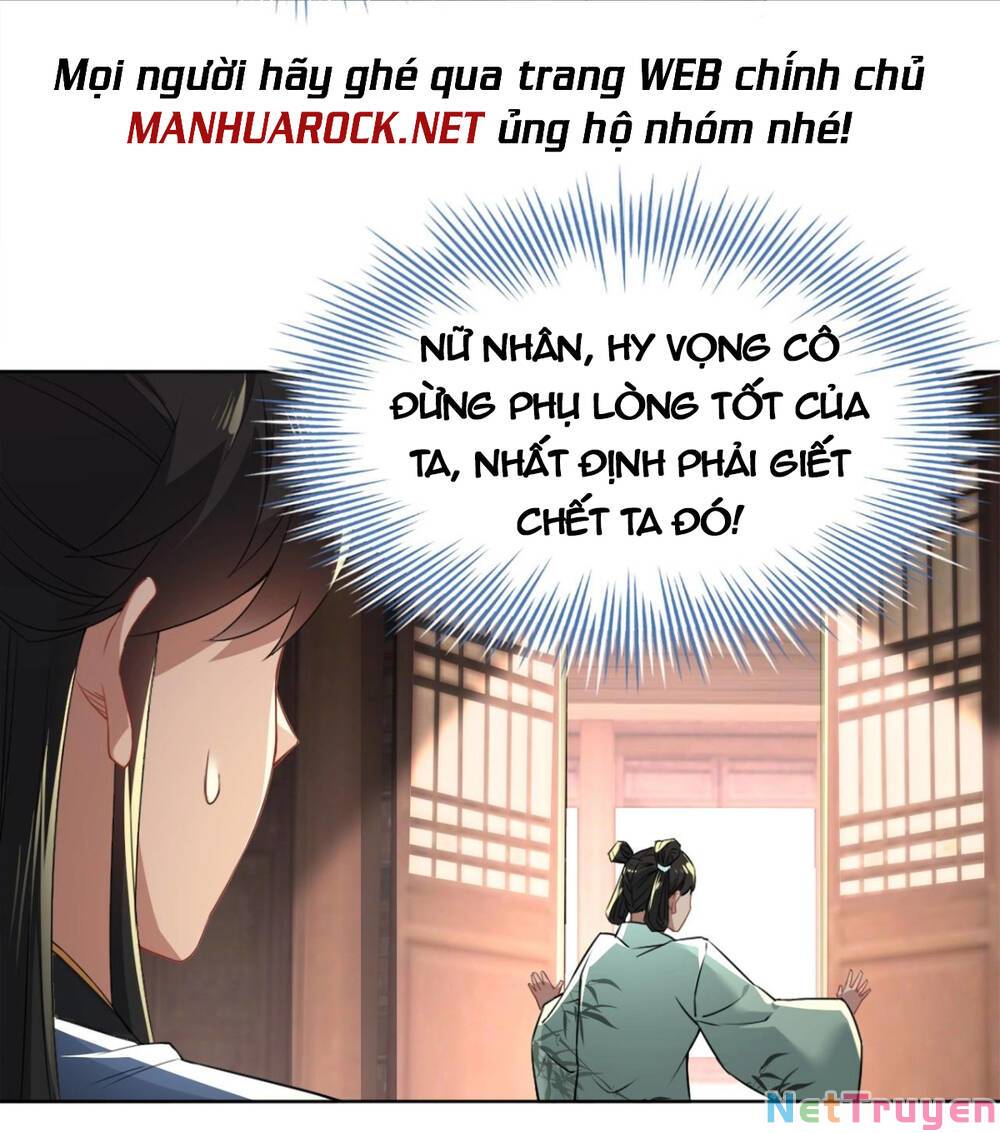 Mọi người hãy ghé qua trang WEB chính chủ
MANHUAROCK.NET ủng hộ nhóm nhé!
NỮ NHÂN, HY VỌNG CÔ
ĐỪNG PHỤ LÒNG TỐT CỦA
TA, NHẤT ĐỊNH PHẢI GIẾT
CHẾT TA ĐÓ!
NetTruyen